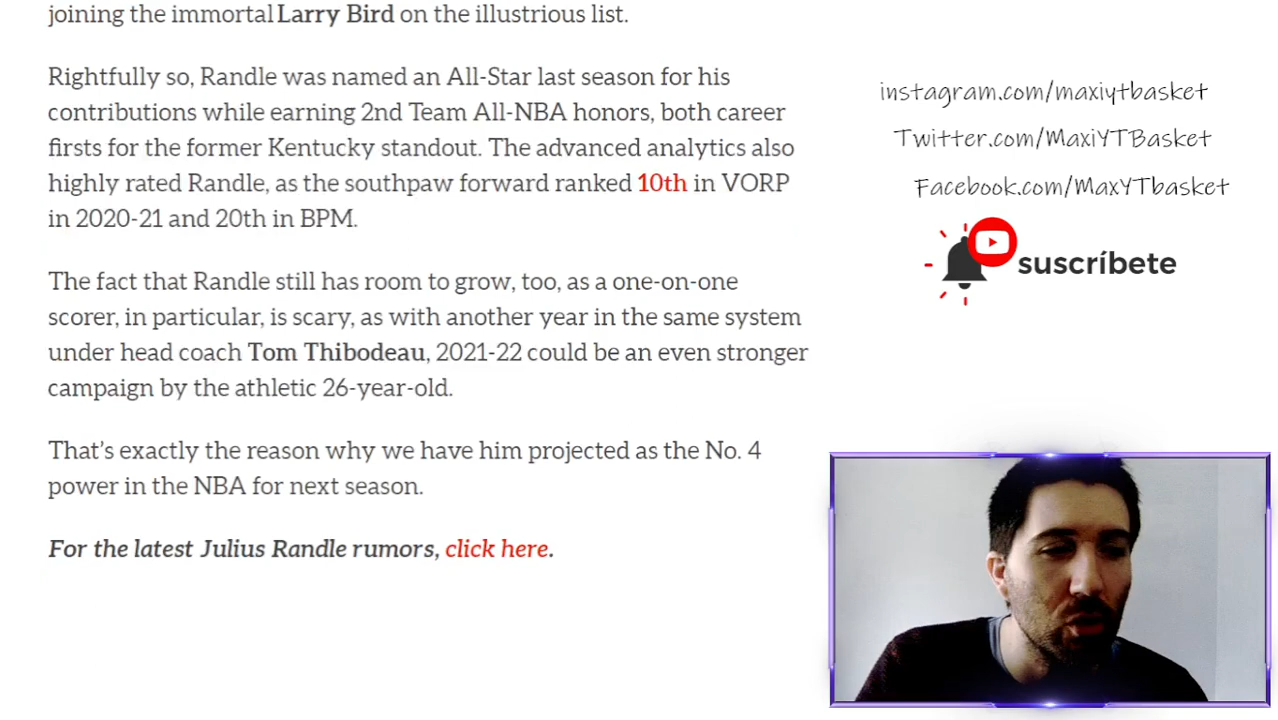 joining the immortal Larry Bird on the illustrious list.
Rightfully so, Randle was named an All-Star last season for his
contributions while earning 2nd Team All-NBA honors, both career
firsts for the former Kentucky standout. The advanced analytics also
highly rated Randle, as the southpaw forward ranked 10th in VORP
in 2020-21 and 20th in BPM.
The fact that Randle still has room to grow, too, as a one-on-one
scorer, in particular, is scary, as with another year in the same system
under head coach Tom Thibodeau, 2021-22 could be an even stronger
campaign by the athletic 26-year-old.
That's exactly the reason why we have him projected as the No. 4
power in the NBA for next season.
For the latest Julius Randle rumors, click here.
instagram.com/maxiytbasket
Twitter.com/MaxiYTBasket
Facebook.com/MaxYTbasket
suscríbete